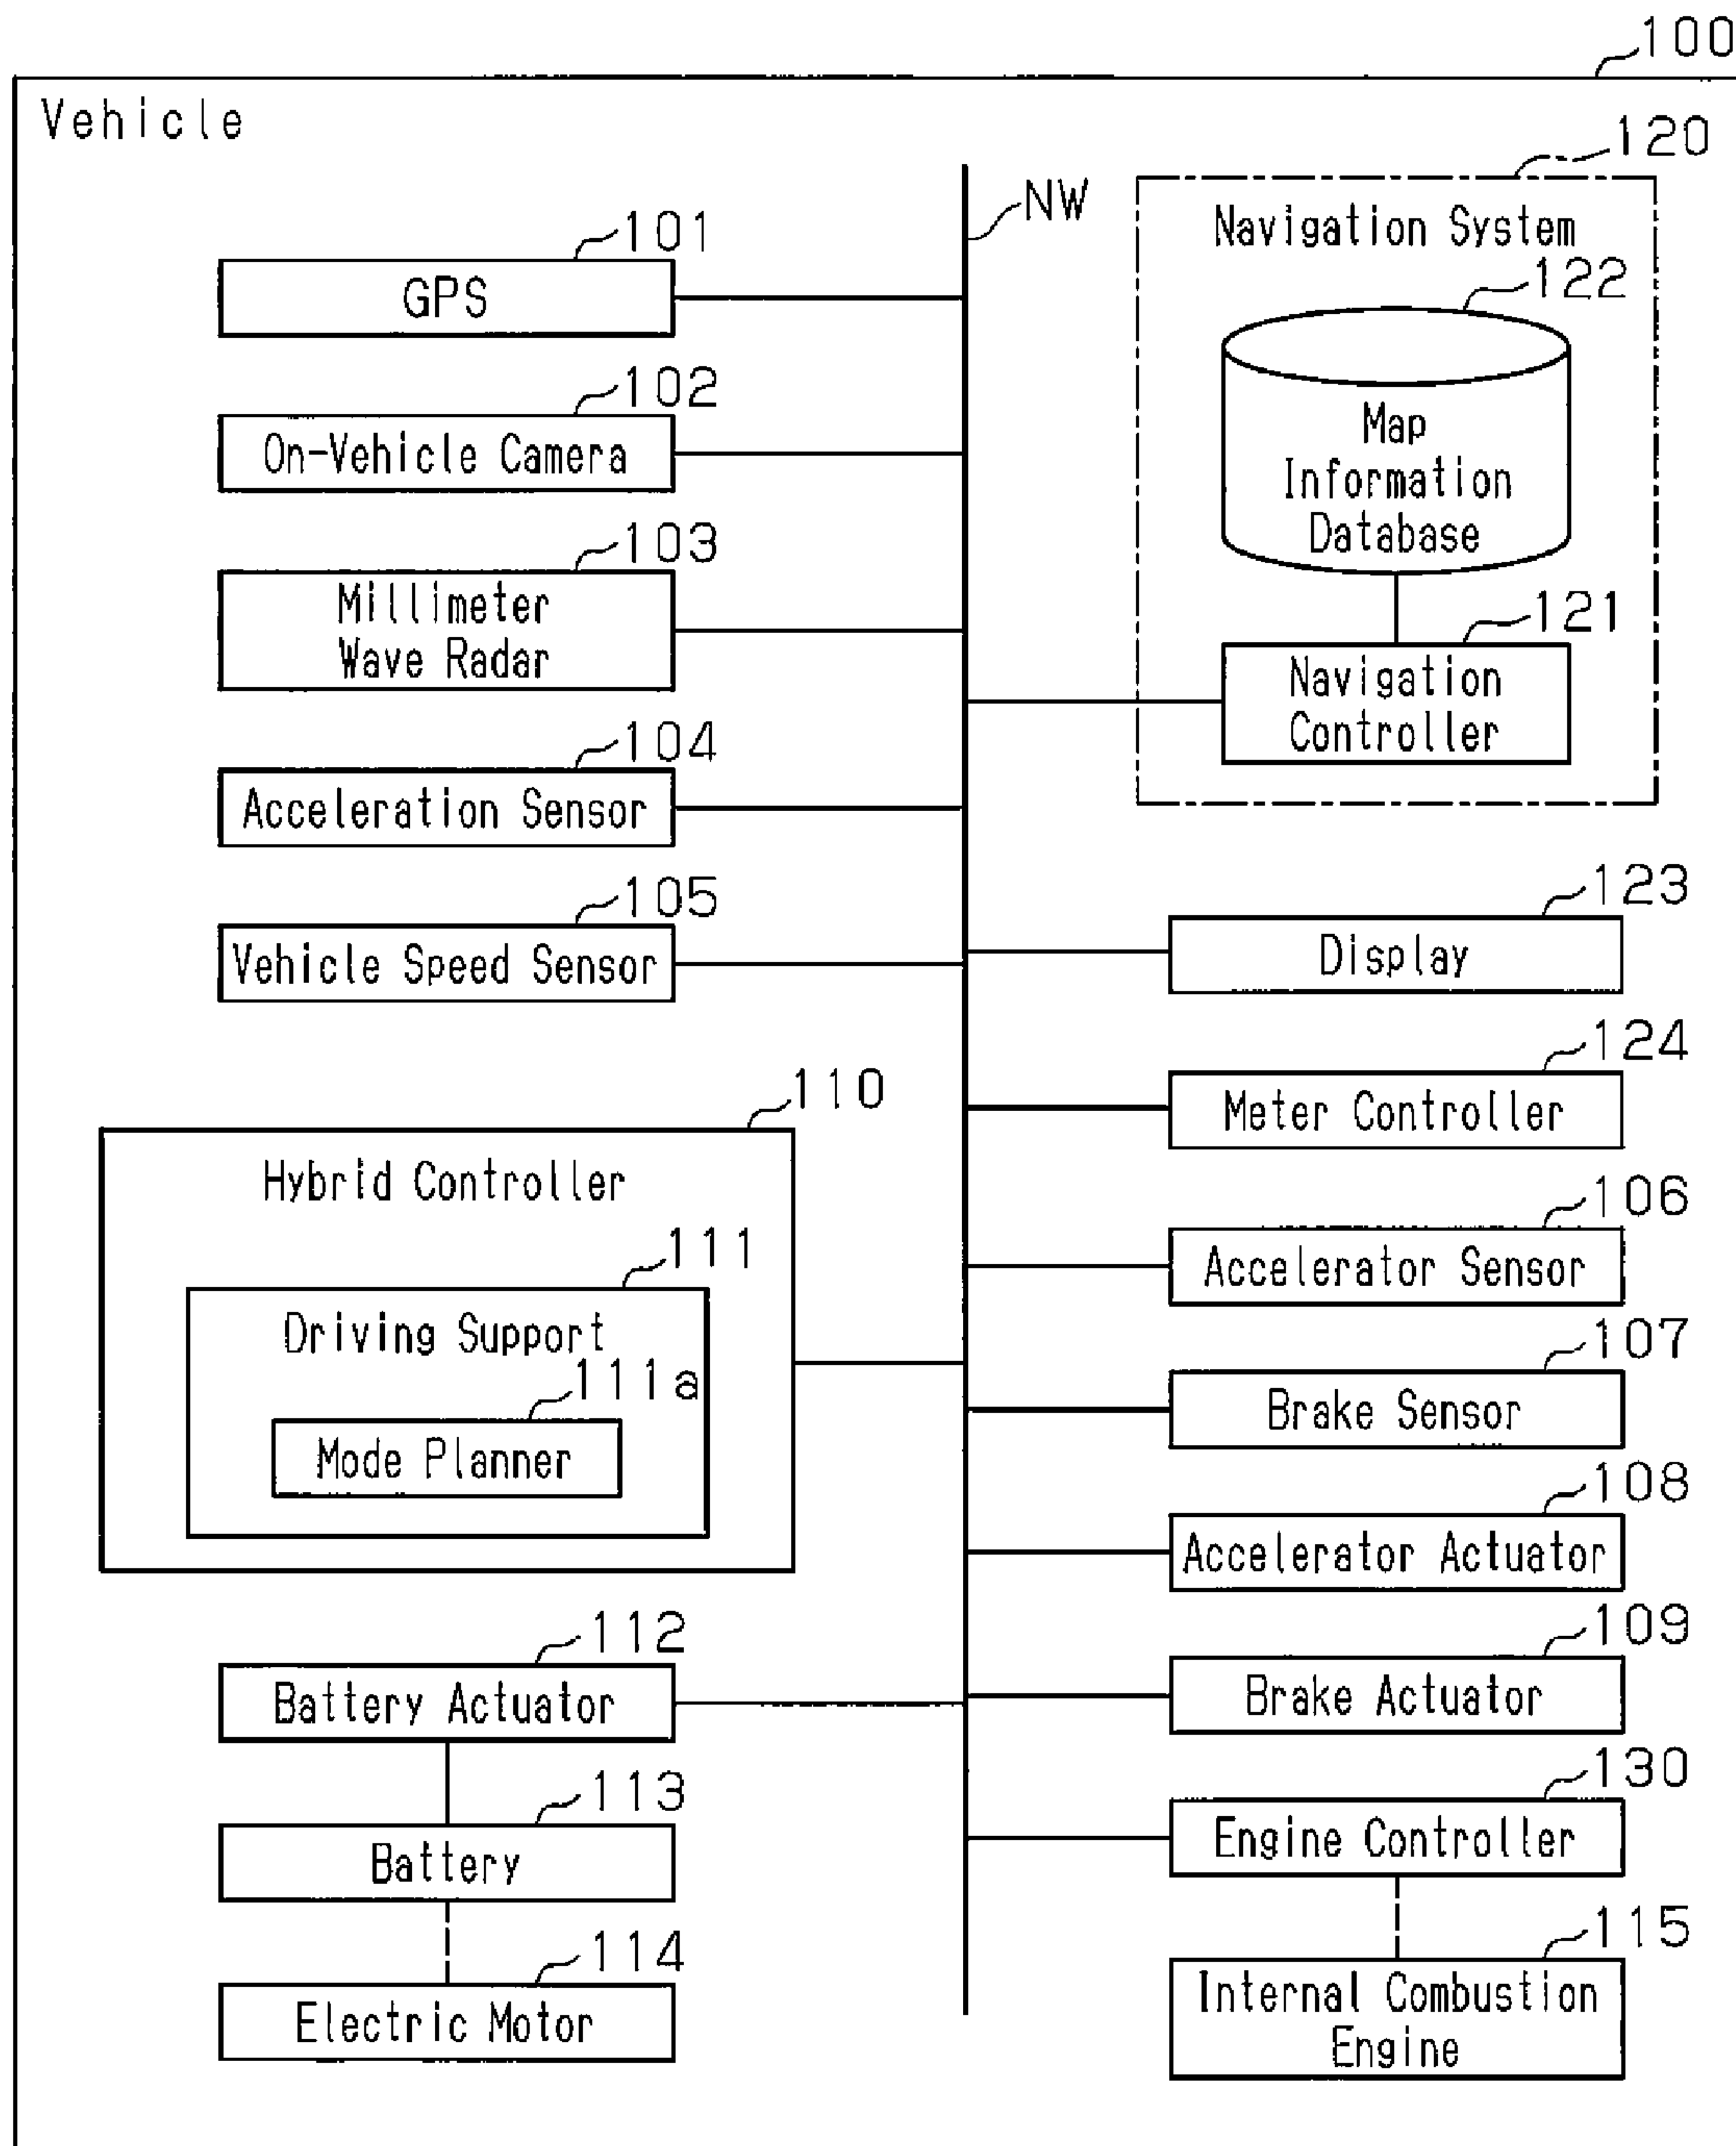 100
Vehicle
120
NW
Navigation System
101
GPS
122
Map
Information
Database
102
On-Vehicle Camera
103
Millimeter
Wave Radar
121
Navigation
Controller
104
Acceleration Sensor
105
Vehicle Speed Sensor
123
Display
124
Meter Controller
110
Hybrid Controller
111
Driving Support
111a
Mode Planner
106
Accelerator Sensor
107
Brake Sensor
108
Accelerator Actuator
112
Battery Actuator
109
Brake Actuator
113
Battery
130
Engine Controller
114
Electric Motor
115
Internal Combustion
Engine